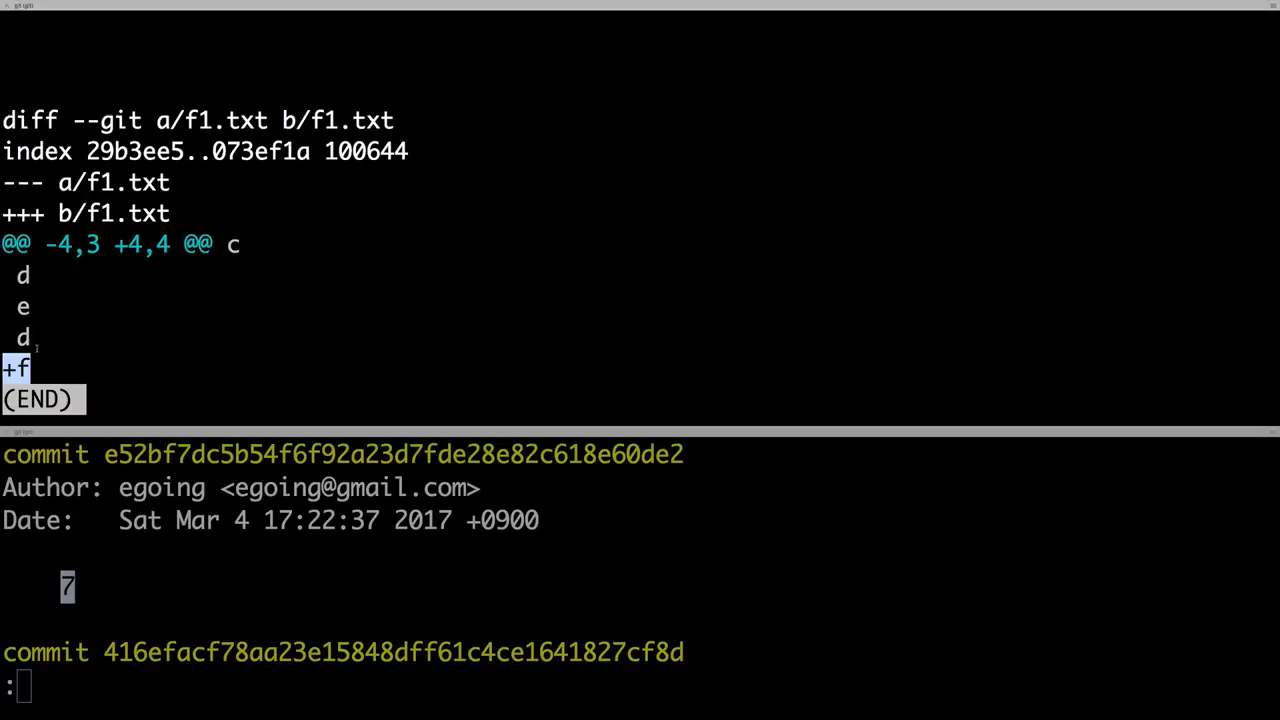 diff --git a/f1.txt b/f1.txt
index 29b3ee5..073ef1a 100644
--- a/f1.txt
+++ b/f1.txt
@@ -4,3 +4,4 @@ c
 d
 e
 d
+f
(END)
commit e52bf7dc5b54f6f92a23d7fde28e82c618e60de2
Author: egoing <egoing@gmail.com>
Date:   Sat Mar 4 17:22:37 2017 +0900
    7
commit 416efacf78aa23e15848dff61c4ce1641827cf8d
: